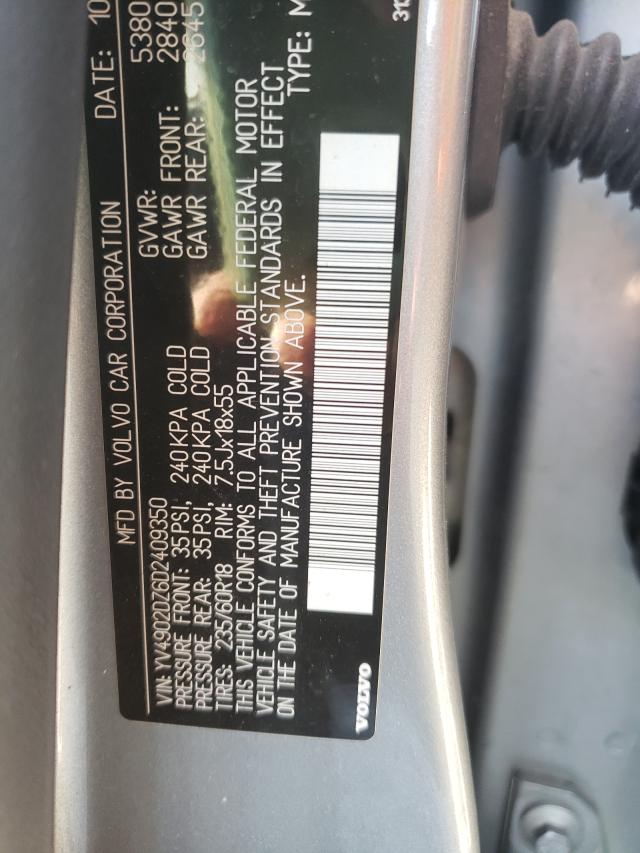 MFD BY VOLVO CAR CORPORATION DATE: 10
VIN: YV4902DZ6D2409350 GVWR: 5380
PRESSURE FRONT: 35PSI, 240KPA COLD GAWR FRONT: 2840
PRESSURE REAR: 35PSI, 240KPA COLD GAWR REAR: 2645
TIRES: 235/60R18 RIM: 7.5Jx18x55
THIS VEHICLE CONFORMS TO ALL APPLICABLE FEDERAL MOTOR
VEHICLE SAFETY AND THEFT PREVENTION STANDARDS IN EFFECT
ON THE DATE OF MANUFACTURE SHOWN ABOVE. TYPE: M
VOLVO